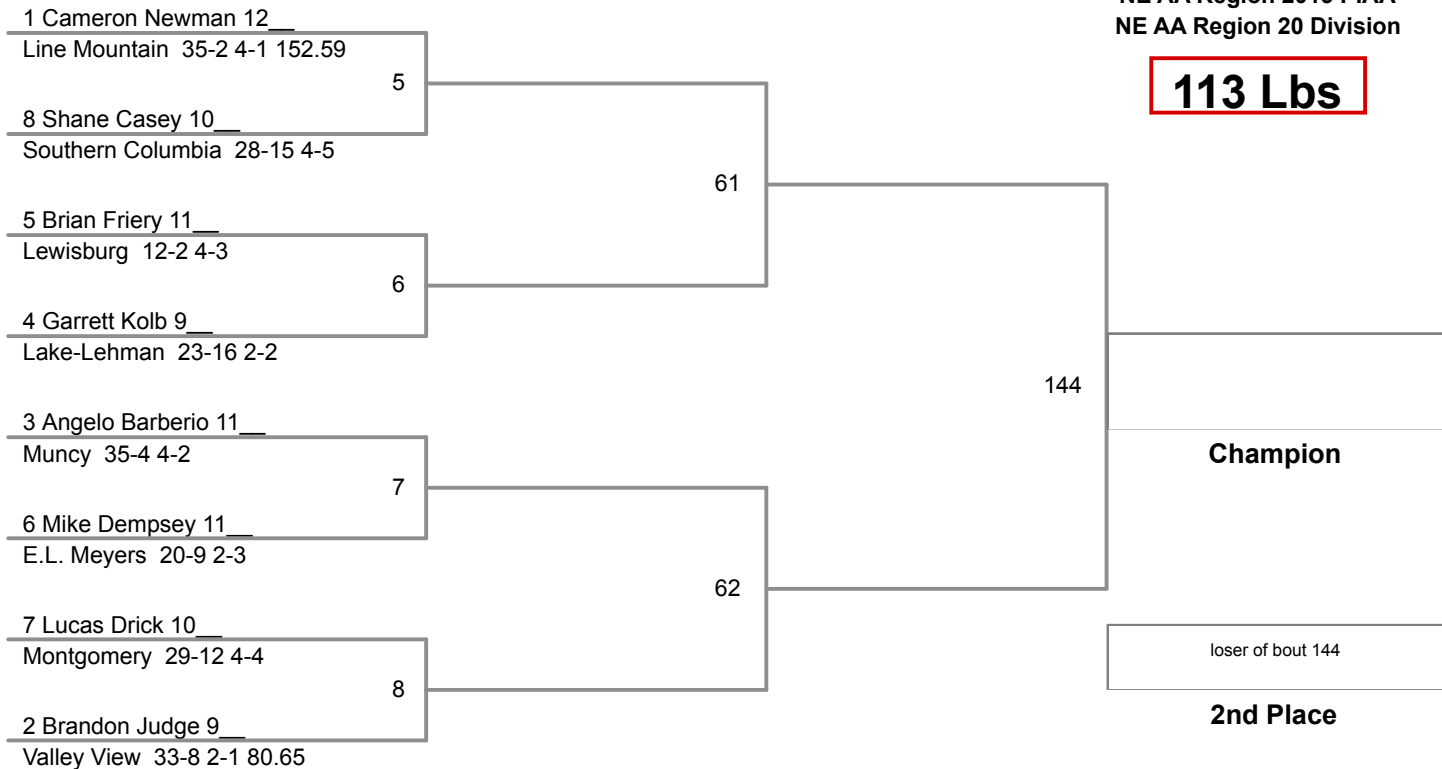 NE AA Region 20 Division
113 Lbs
1 Cameron Newman 12__
Line Mountain 35-2 4-1 152.59
5
8 Shane Casey 10__
Southern Columbia 28-15 4-5
61
5 Brian Friery 11__
Lewisburg 12-2 4-3
6
4 Garrett Kolb 9__
Lake-Lehman 23-16 2-2
144
3 Angelo Barberio 11__
Muncy 35-4 4-2
7
6 Mike Dempsey 11__
E.L. Meyers 20-9 2-3
62
7 Lucas Drick 10__
Montgomery 29-12 4-4
8
2 Brandon Judge 9__
Valley View 33-8 2-1 80.65
Champion
loser of bout 144
2nd Place